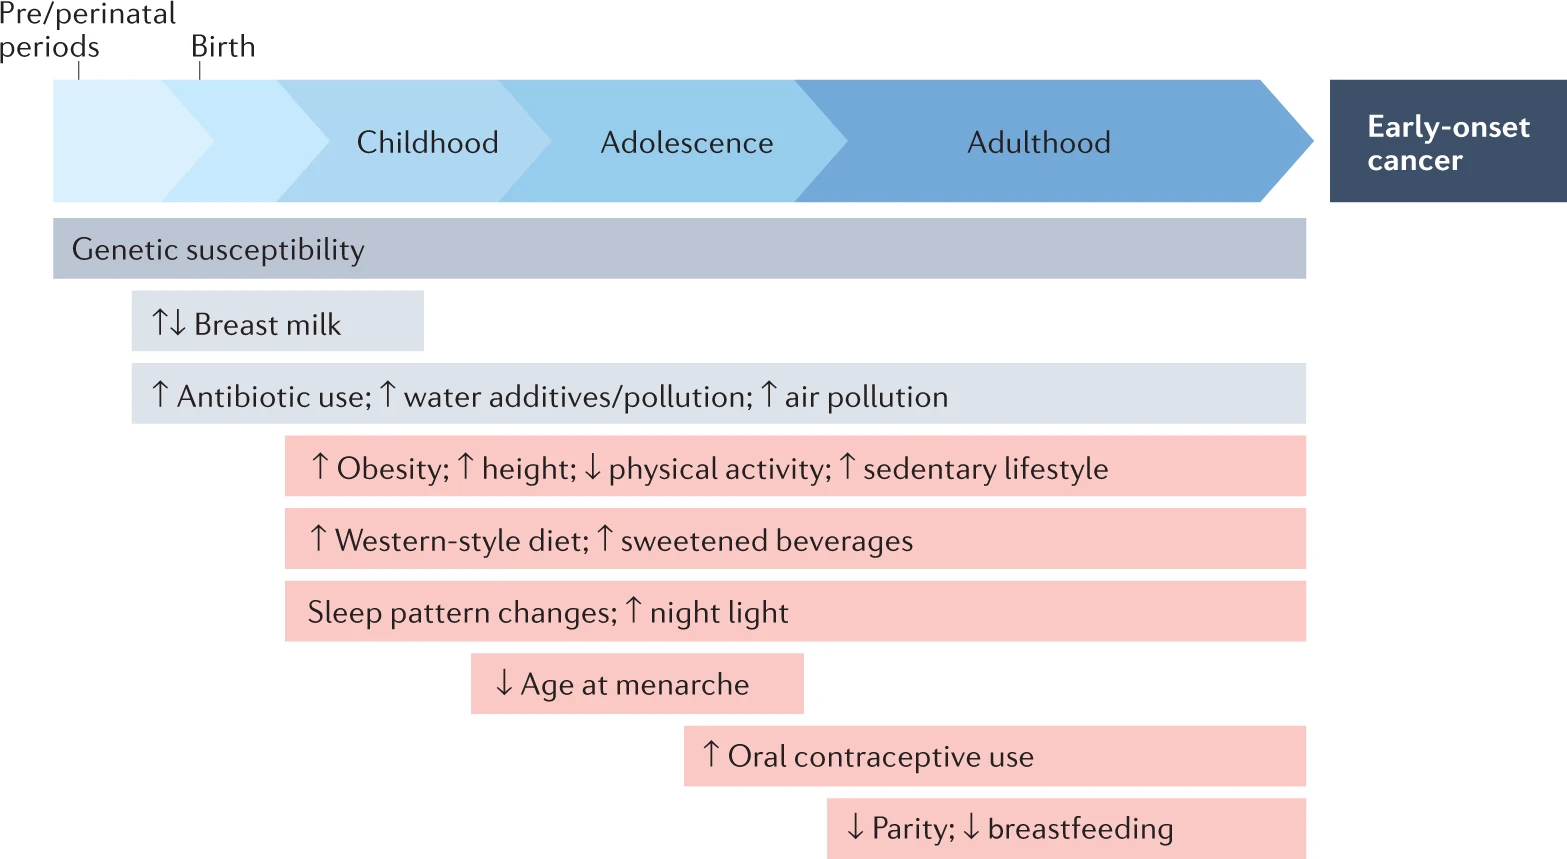 Pre/perinatal
periods
Birth
Childhood
Adolescence
Adulthood
Early-onset
cancer
Genetic susceptibility
↑↓ Breast milk
↑ Antibiotic use; ↑ water additives/pollution; ↑ air pollution
↑ Obesity; ↑ height; ↓ physical activity; ↑ sedentary lifestyle
↑ Western-style diet; ↑ sweetened beverages
Sleep pattern changes; ↑ night light
↓ Age at menarche
↑ Oral contraceptive use
↓ Parity; ↓ breastfeeding